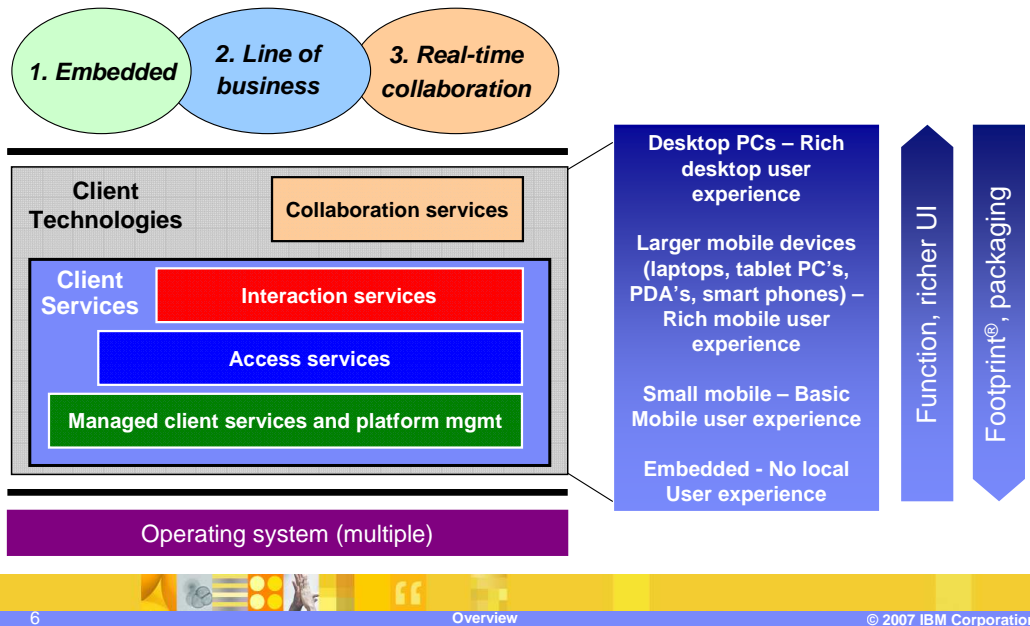 1. Embedded
2. Line of
business
3. Real-time
collaboration
Client
Technologies
Collaboration services
Client
Services
Interaction services
Access services
Managed client services and platform mgmt
Operating system (multiple)
Desktop PCs – Rich
desktop user
experience
Larger mobile devices
(laptops, tablet PC's,
PDA's, smart phones) –
Rich mobile user
experience
Small mobile – Basic
Mobile user experience
Embedded - No local
User experience
Function, richer UI
Footprint®, packaging
6
Overview
© 2007 IBM Corporation